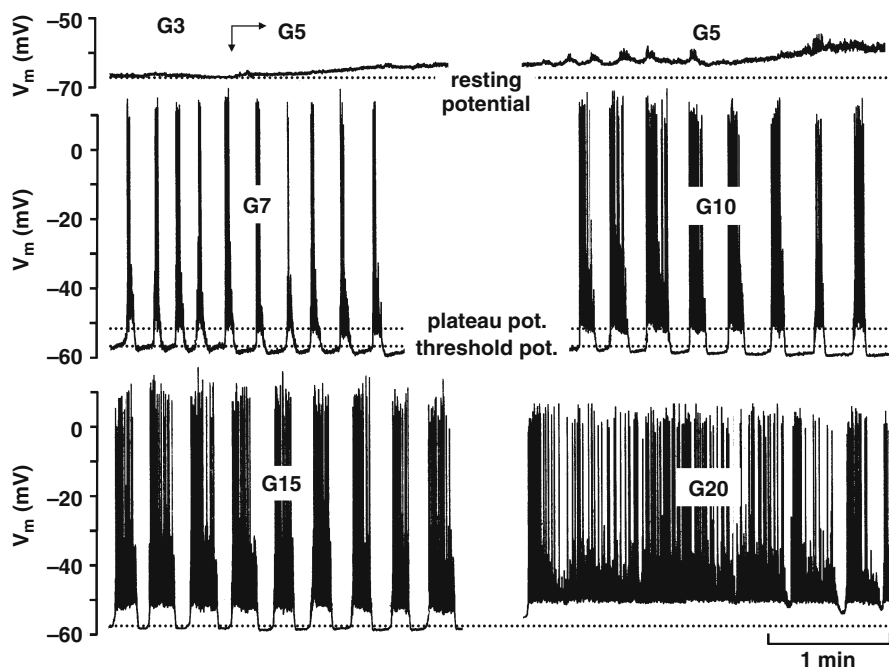 −50
G3
G5
G5
V_m (mV)
−70
resting
potential
0
G7
G10
V_m (mV)
−20
−40
plateau pot.
−60
threshold pot.
0
G15
G20
V_m (mV)
−20
−40
−60
1 min